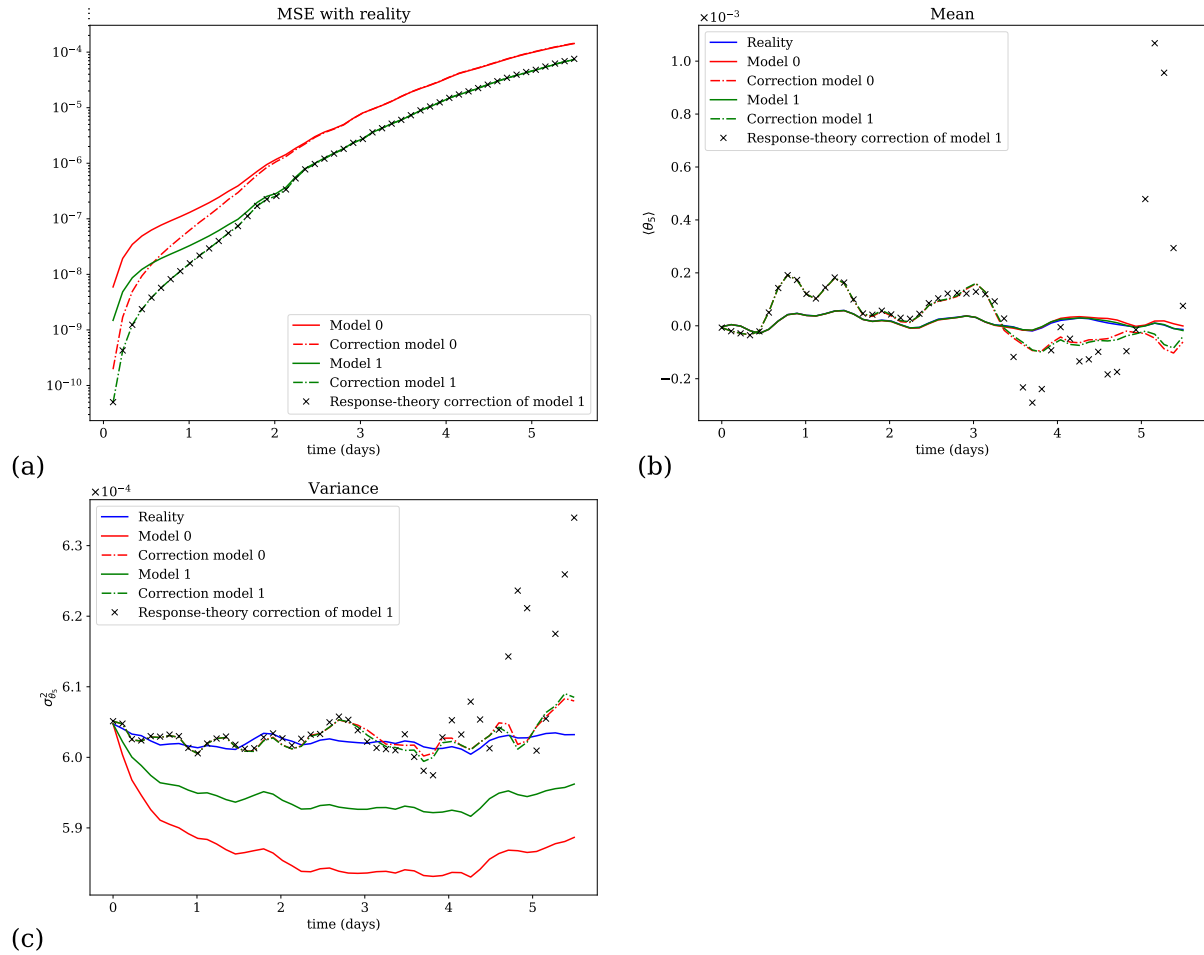 MSE with reality
10⁻⁴
10⁻⁵
10⁻⁶
10⁻⁷
10⁻⁸
10⁻⁹
10⁻¹⁰
Model 0
Correction model 0
Model 1
Correction model 1
Response-theory correction of model 1
0 1 2 3 4 5
time (days)
(a)
×10⁻³
Mean
Reality
Model 0
Correction model 0
Model 1
Correction model 1
Response-theory correction of model 1
1.0
0.8
0.6
0.4
0.2
0.0
−0.2
⟨θ₅⟩
0 1 2 3 4 5
time (days)
(b)
×10⁻⁴
Variance
Reality
Model 0
Correction model 0
Model 1
Correction model 1
Response-theory correction of model 1
6.3
6.2
6.1
6.0
5.9
σ²_θ₅
0 1 2 3 4 5
time (days)
(c)